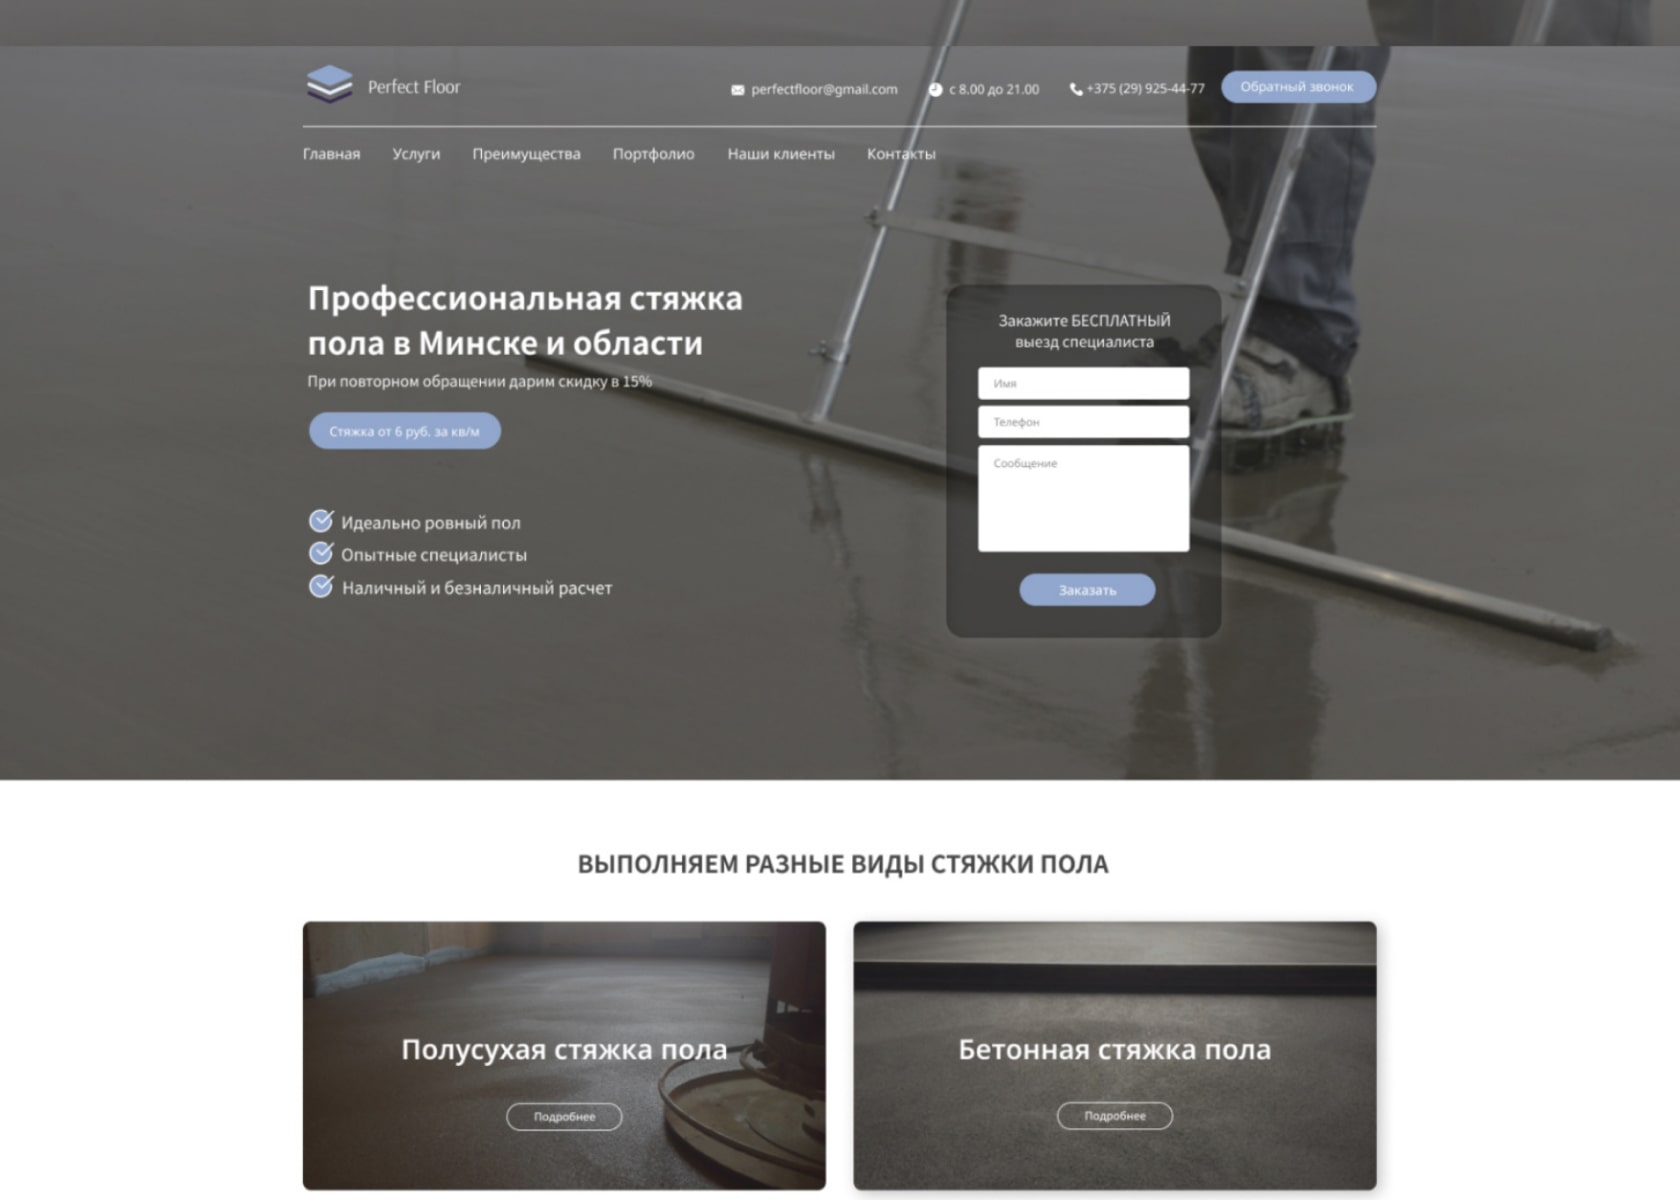 Perfect Floor
perfectfloor@gmail.com
с 8.00 до 21.00
+375 (29) 925-44-77
Обратный звонок
Главная
Услуги
Преимущества
Портфолио
Наши клиенты
Контакты
Профессиональная стяжка
пола в Минске и области
При повторном обращении дарим скидку в 15%
Стяжка от 6 руб. за кв/м
Идеально ровный пол
Опытные специалисты
Наличный и безналичный расчет
Закажите БЕСПЛАТНЫЙ
выезд специалиста
Имя
Телефон
Сообщение
Заказать
ВЫПОЛНЯЕМ РАЗНЫЕ ВИДЫ СТЯЖКИ ПОЛА
Полусухая стяжка пола
Подробнее
Бетонная стяжка пола
Подробнее